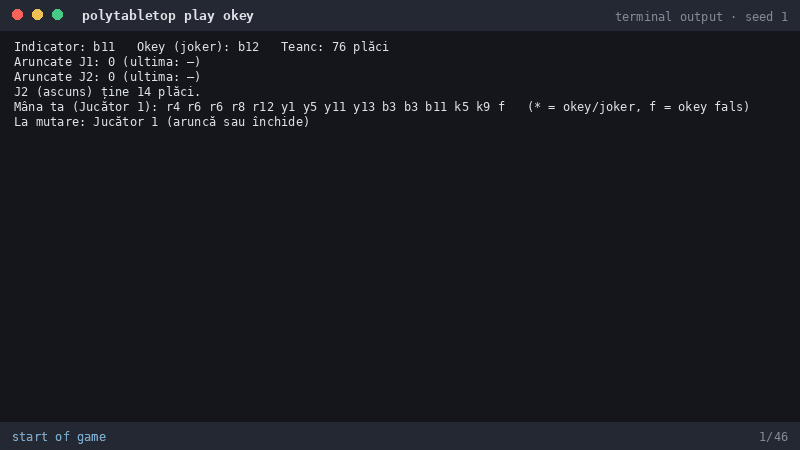 polytabletop play okey
terminal output · seed 1
Indicator: b11   Okey (joker): b12   Teanc: 76 plăci
Aruncate J1: 0 (ultima: —)
Aruncate J2: 0 (ultima: —)
J2 (ascuns) ține 14 plăci.
Mâna ta (Jucător 1): r4 r6 r6 r8 r12 y1 y5 y11 y13 b3 b3 b11 k5 k9 f   (* = okey/joker, f = okey fals)
La mutare: Jucător 1 (aruncă sau închide)
start of game
1/46